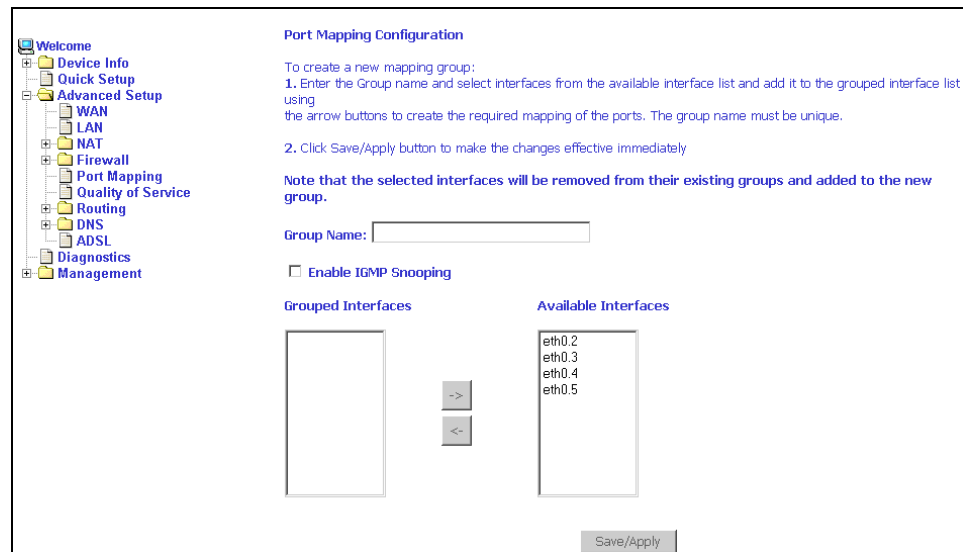 Welcome
Device Info
Quick Setup
Advanced Setup
WAN
LAN
NAT
Firewall
Port Mapping
Quality of Service
Routing
DNS
ADSL
Diagnostics
Management
Port Mapping Configuration
To create a new mapping group:
1. Enter the Group name and select interfaces from the available interface list and add it to the grouped interface list
using
the arrow buttons to create the required mapping of the ports. The group name must be unique.
2. Click Save/Apply button to make the changes effective immediately
Note that the selected interfaces will be removed from their existing groups and added to the new
group.
Group Name:
Enable IGMP Snooping
Grouped Interfaces
Available Interfaces
eth0.2
eth0.3
eth0.4
eth0.5
->
<-
Save/Apply